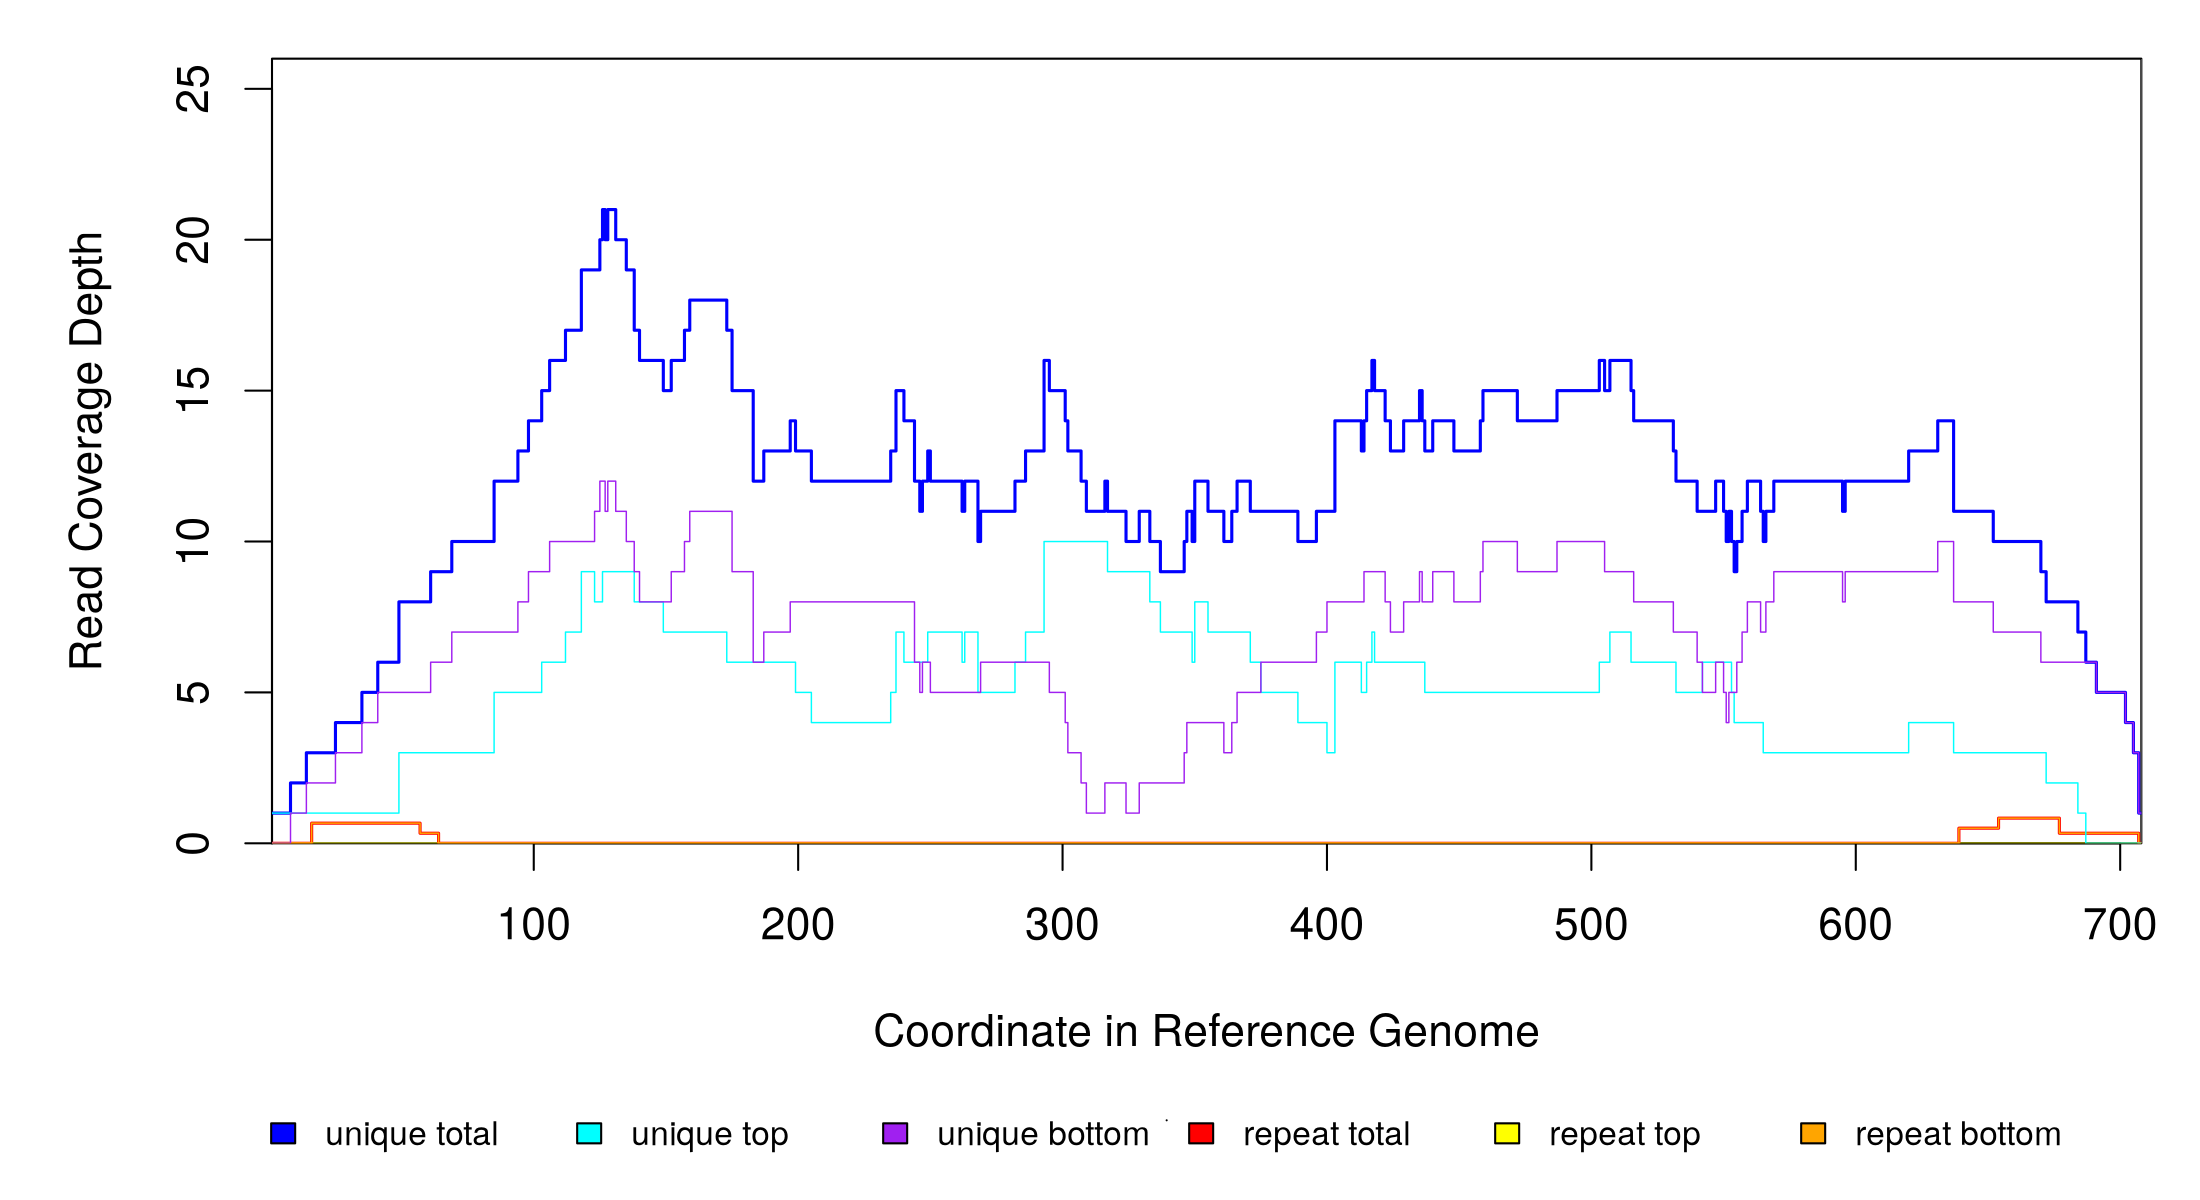 Read Coverage Depth
25
20
15
10
5
0
100 200 300 400 500 600 700
Coordinate in Reference Genome
unique total unique top unique bottom repeat total repeat top repeat bottom